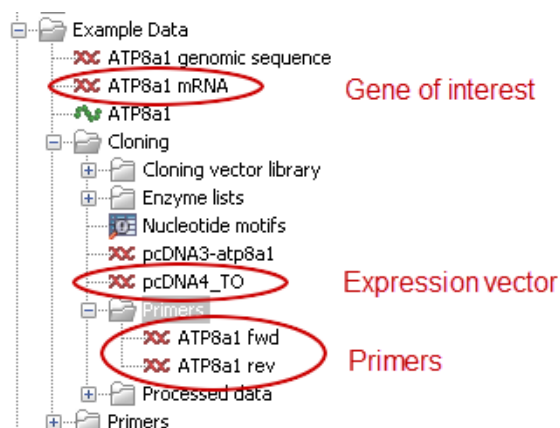 Example Data
ATP8a1 genomic sequence
ATP8a1 mRNA
Gene of interest
ATP8a1
Cloning
Cloning vector library
Enzyme lists
Nucleotide motifs
pcDNA3-atp8a1
pcDNA4_TO
Expression vector
Primers
ATP8a1 fwd
ATP8a1 rev
Primers
Processed data
Primers